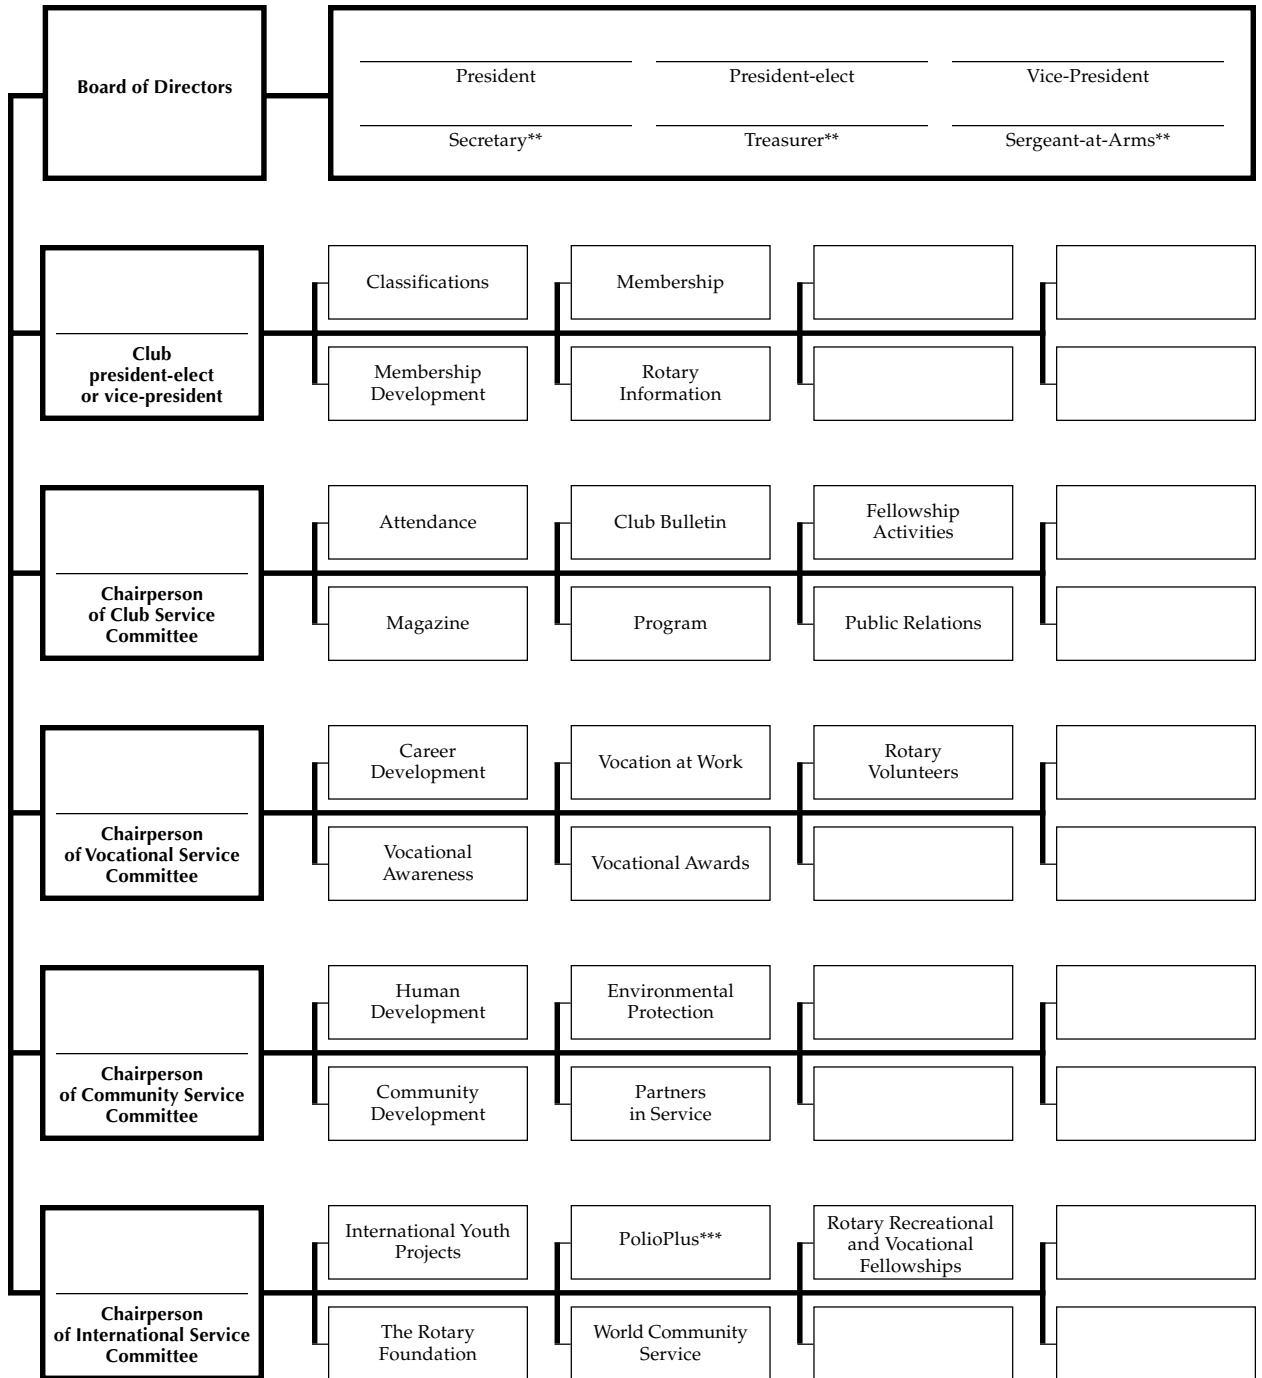 Board of Directors
President
President-elect
Vice-President
Secretary**
Treasurer**
Sergeant-at-Arms**
Club
president-elect
or vice-president
Classifications
Membership
Membership
Development
Rotary
Information
Chairperson
of Club Service
Committee
Attendance
Club Bulletin
Fellowship
Activities
Magazine
Program
Public Relations
Chairperson
of Vocational Service
Committee
Career
Development
Vocation at Work
Rotary
Volunteers
Vocational
Awareness
Vocational Awards
Chairperson
of Community Service
Committee
Human
Development
Environmental
Protection
Community
Development
Partners
in Service
Chairperson
of International Service
Committee
International Youth
Projects
PolioPlus***
Rotary Recreational
and Vocational
Fellowships
The Rotary
Foundation
World Community
Service